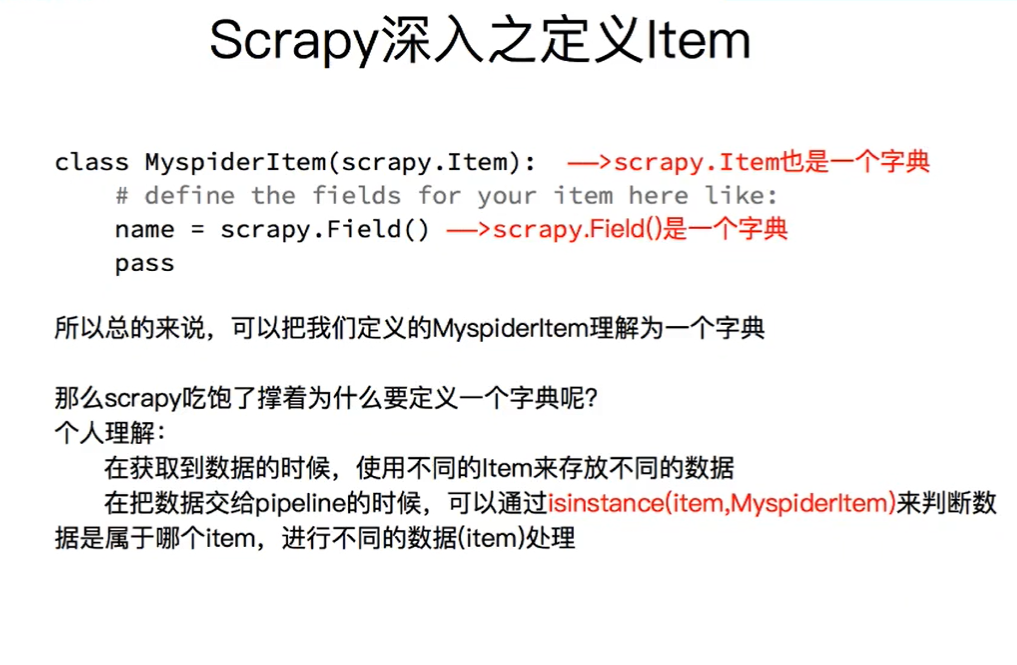 Scrapy深入之定义Item
class MyspiderItem(scrapy.Item): ——>scrapy.Item也是一个字典
# define the fields for your item here like:
name = scrapy.Field() ——>scrapy.Field()是一个字典
pass
所以总的来说，可以把我们定义的MyspiderItem理解为一个字典
那么scrapy吃饱了撑着为什么要定义一个字典呢?
个人理解：
在获取到数据的时候，使用不同的Item来存放不同的数据
在把数据交给pipeline的时候，可以通过isinstance(item,MyspiderItem)来判断数
据是属于哪个item，进行不同的数据(item)处理